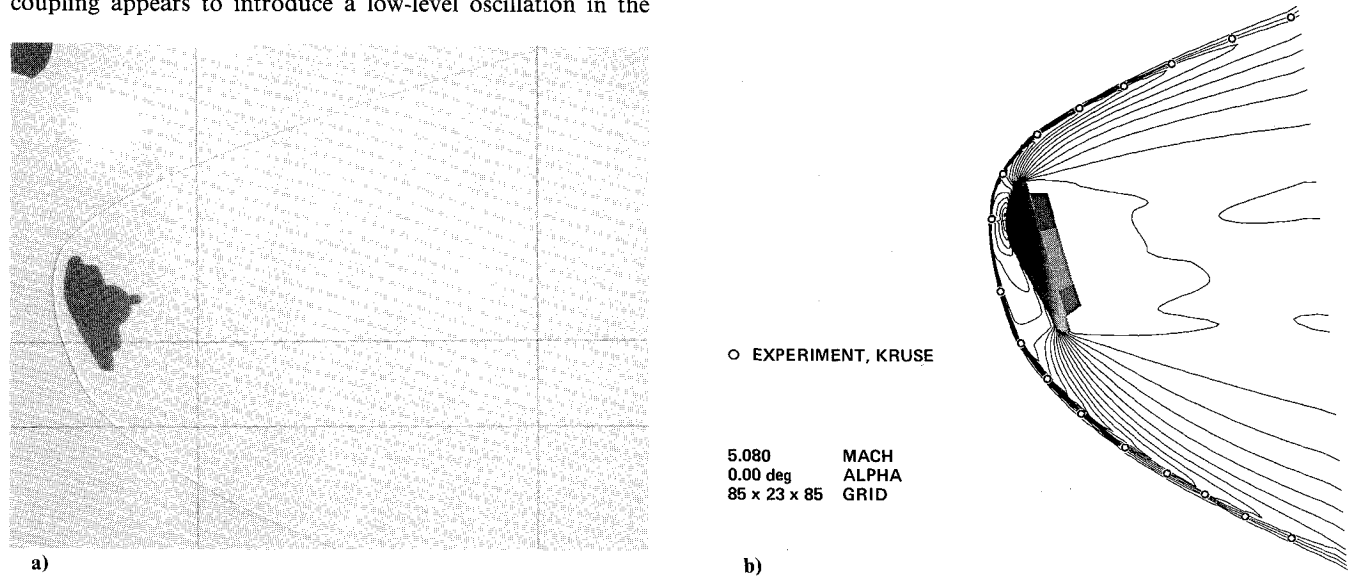 coupling appears to introduce a low-level oscillation in the
a)
EXPERIMENT, KRUSE
5.080 MACH
0.00 deg ALPHA
85 x 23 x 85 GRID
b)